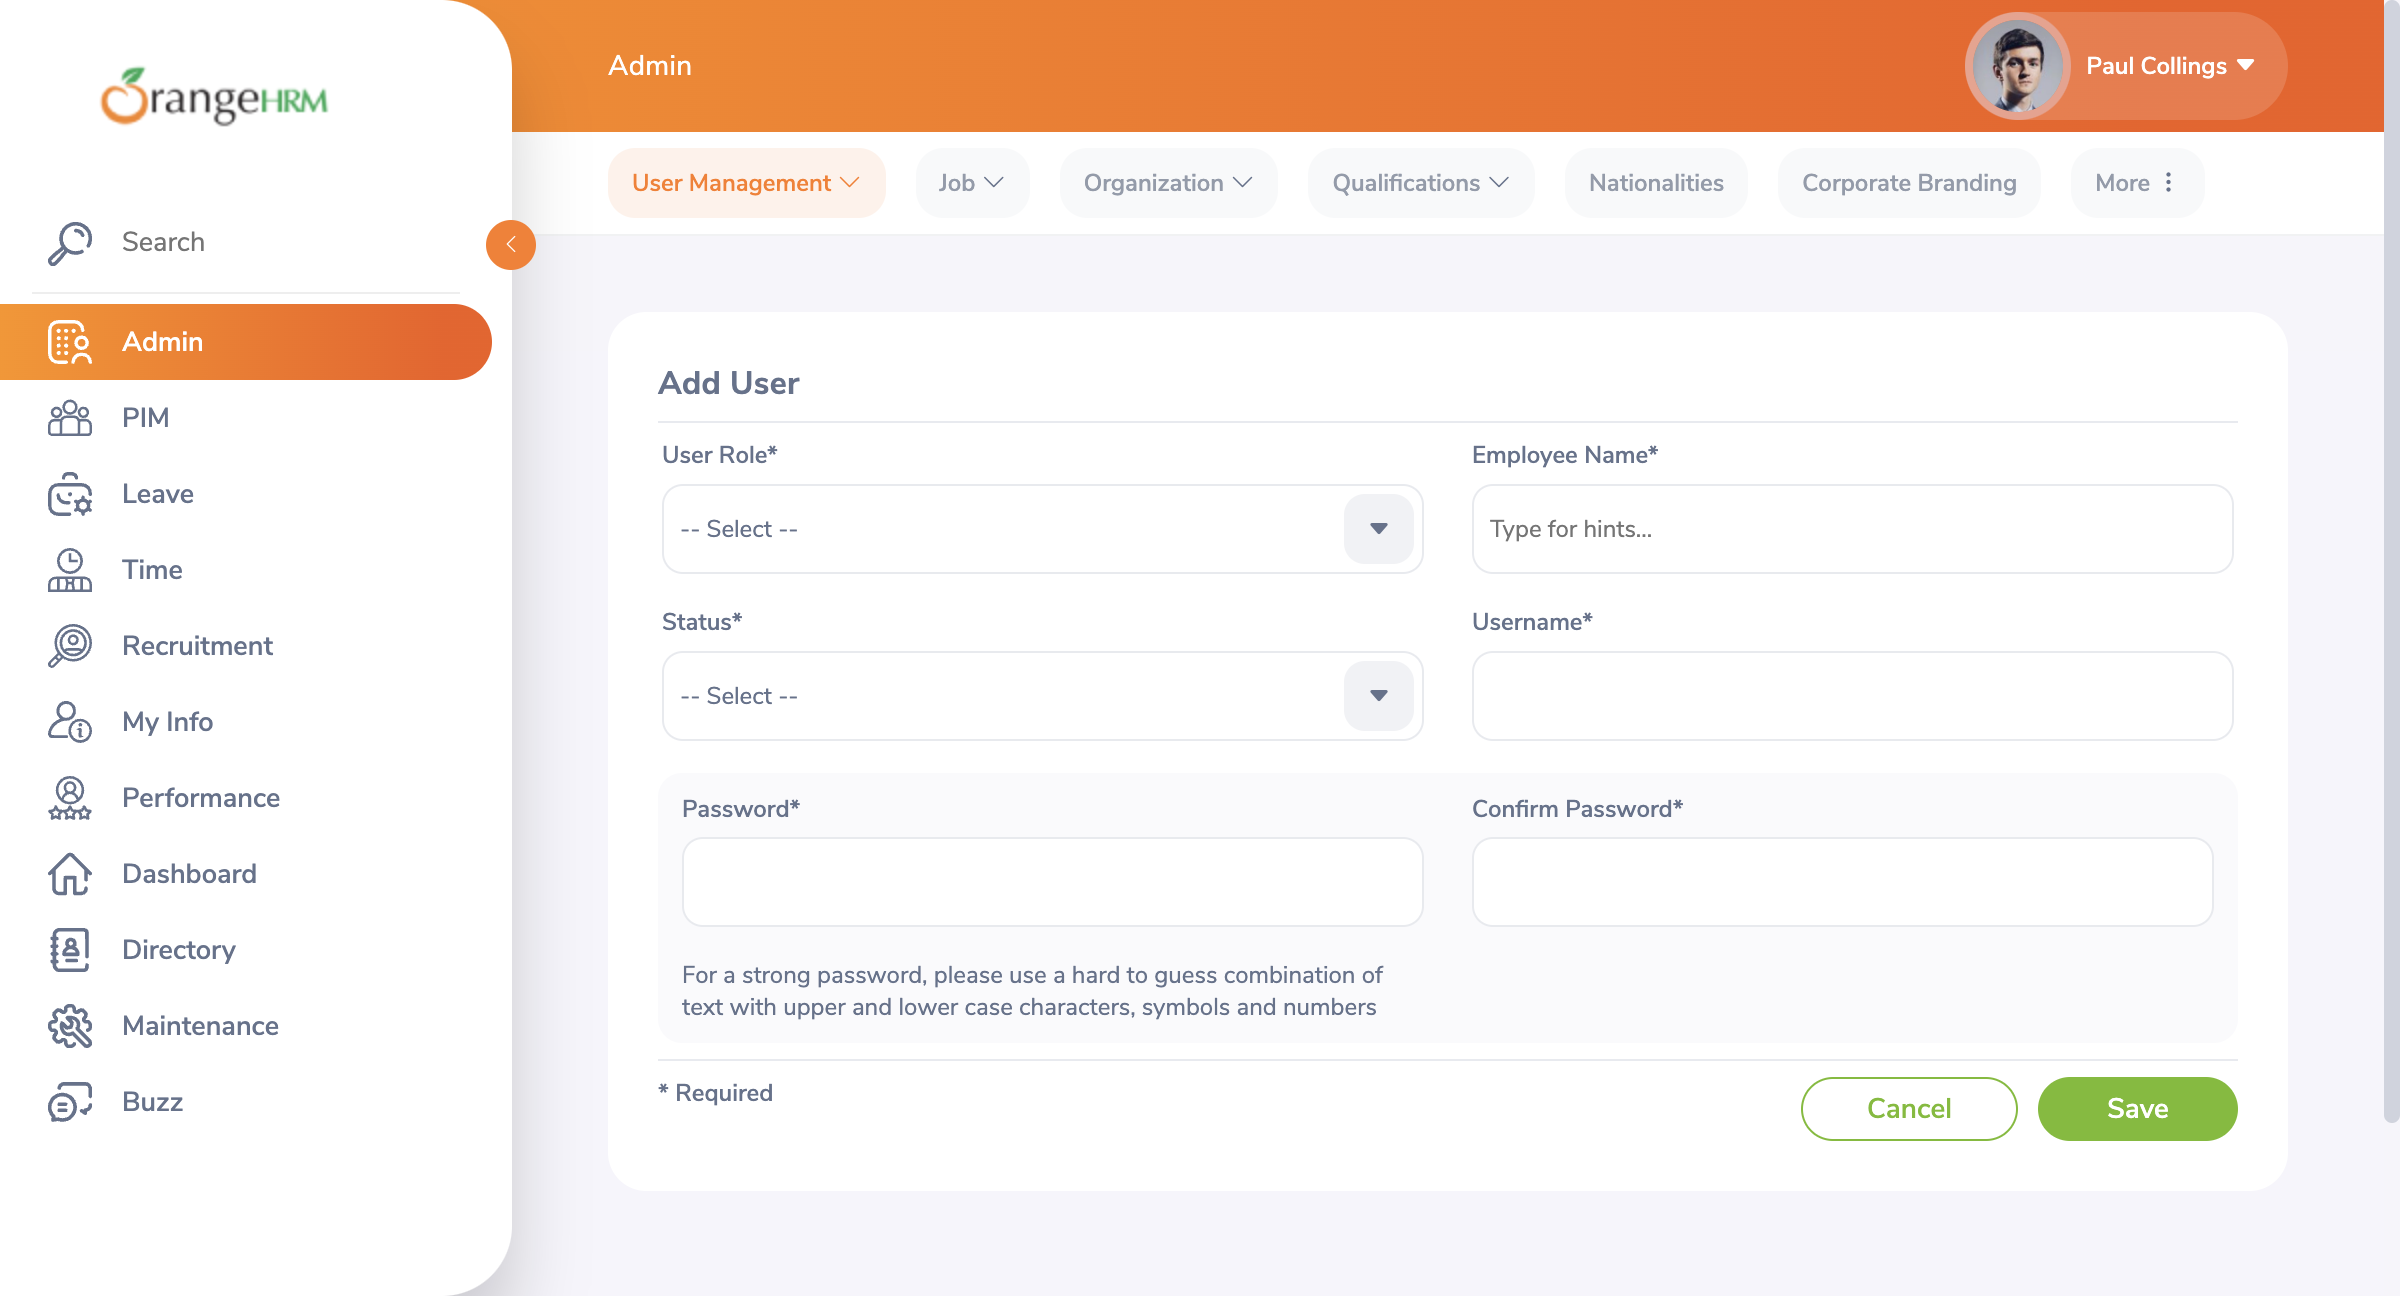 OrangeHRM
Search
Admin
PIM
Leave
Time
Recruitment
My Info
Performance
Dashboard
Directory
Maintenance
Buzz
Admin
Paul Collings
User Management
Job
Organization
Qualifications
Nationalities
Corporate Branding
More
Add User
User Role*
-- Select --
Employee Name*
Type for hints...
Status*
-- Select --
Username*
Password*
Confirm Password*
For a strong password, please use a hard to guess combination of
text with upper and lower case characters, symbols and numbers
* Required
Cancel
Save